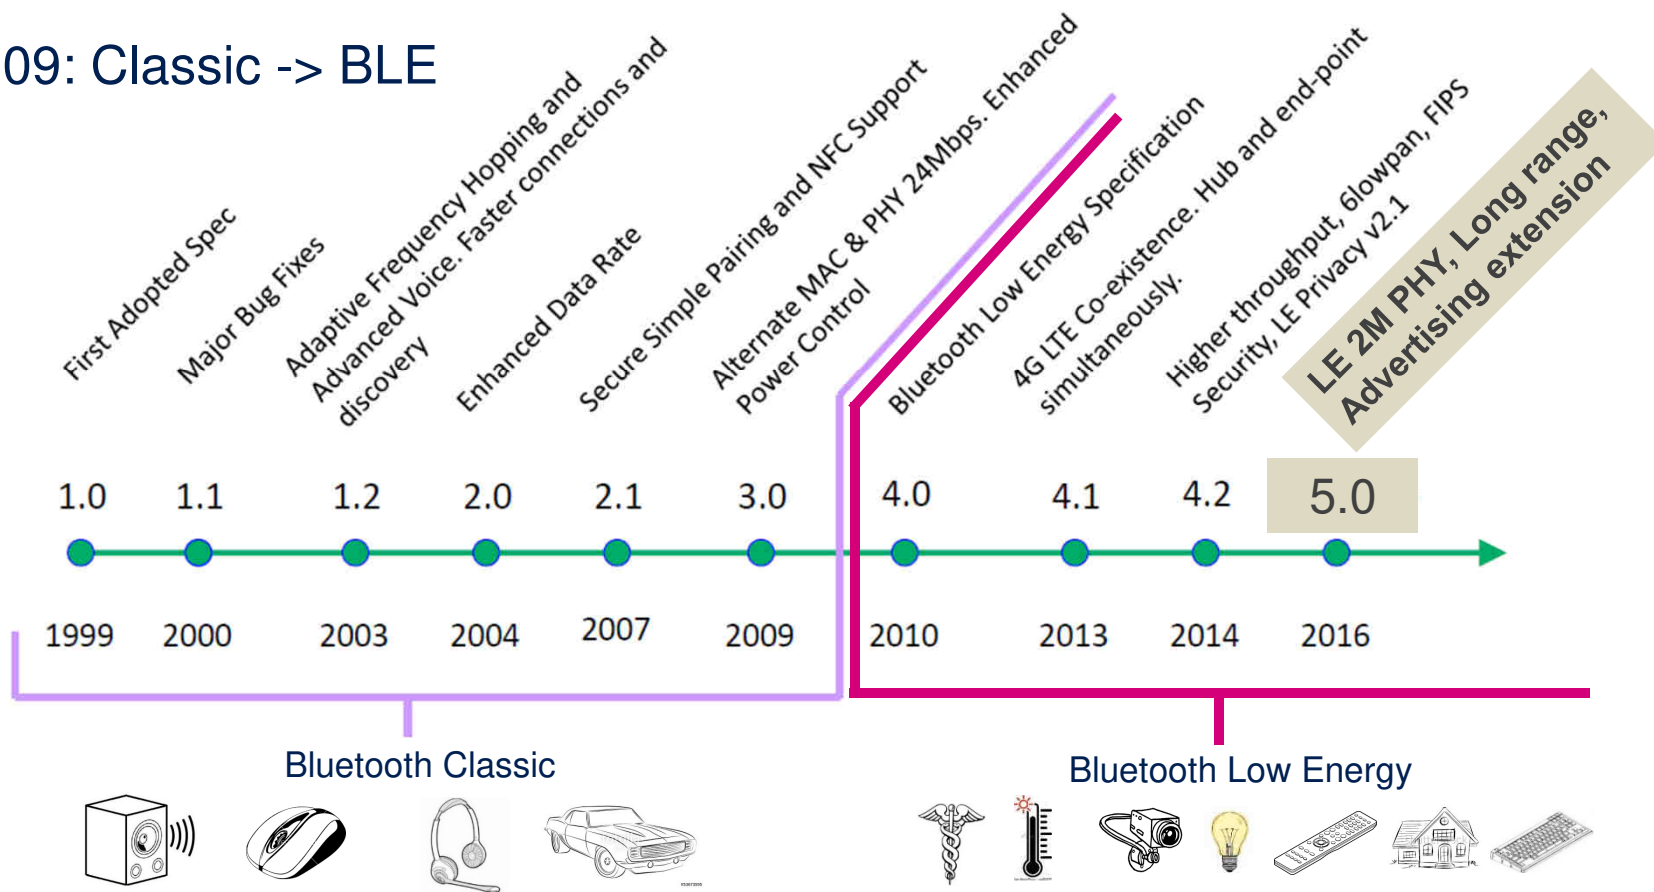 09: Classic -> BLE
First Adopted Spec
Major Bug Fixes
Adaptive Frequency Hopping and
Advanced Voice. Faster connections and
discovery
Enhanced Data Rate
Secure Simple Pairing and NFC Support
Alternate MAC & PHY 24Mbps. Enhanced
Power Control
Bluetooth Low Energy Specification
4G LTE Co-existence. Hub and end-point
simultaneously.
Higher throughput, 6lowpan, FIPS
Security, LE Privacy v2.1
LE 2M PHY, Long range,
Advertising extension
1.0 1.1 1.2 2.0 2.1 3.0 4.0 4.1 4.2 5.0
1999 2000 2003 2004 2007 2009 2010 2013 2014 2016
Bluetooth Classic
Bluetooth Low Energy